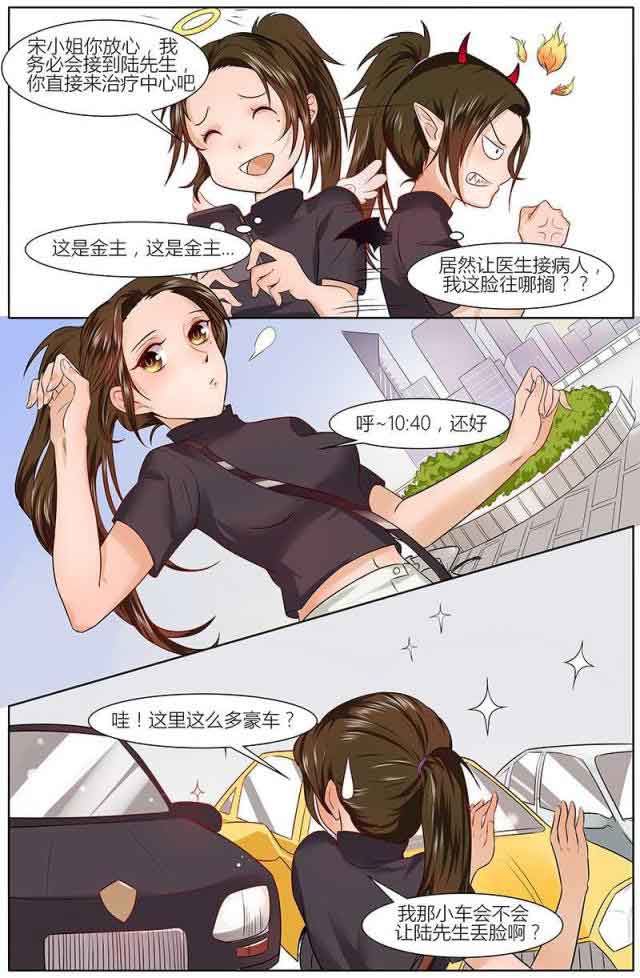 宋小姐你放心，我
务必会接到陆先生，
你直接来治疗中心吧
这是金主，这是金主...
居然让医生接病人，
我这脸往哪搁？？
呼~10:40，还好
哇！这里这么多豪车？
我那小车会不会
让陆先生丢脸啊？